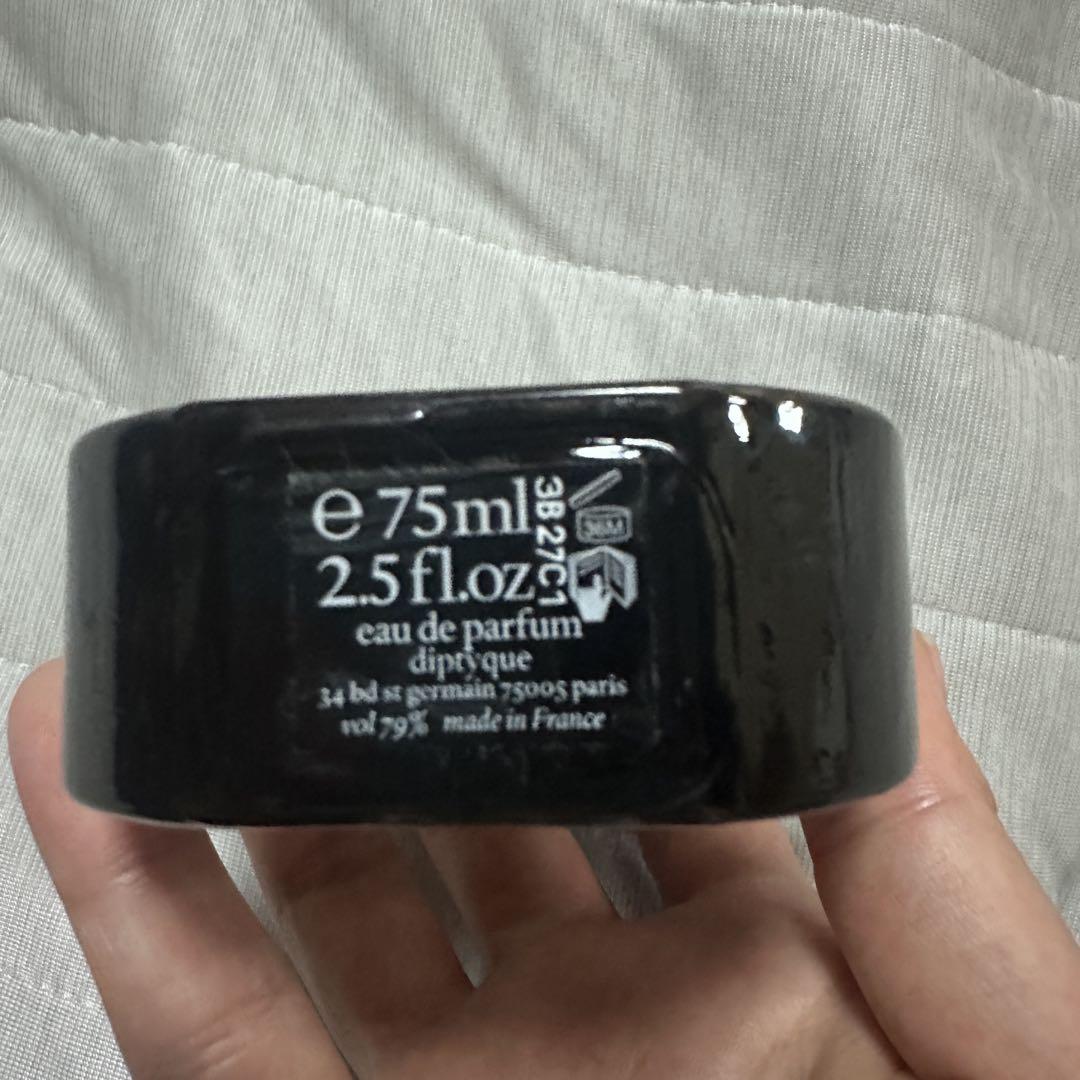 e 75ml
2.5 fl.oz
eau de parfum
diptyque
34 bd st germain 75005 paris
vol 79% made in France
3B27C1
36M